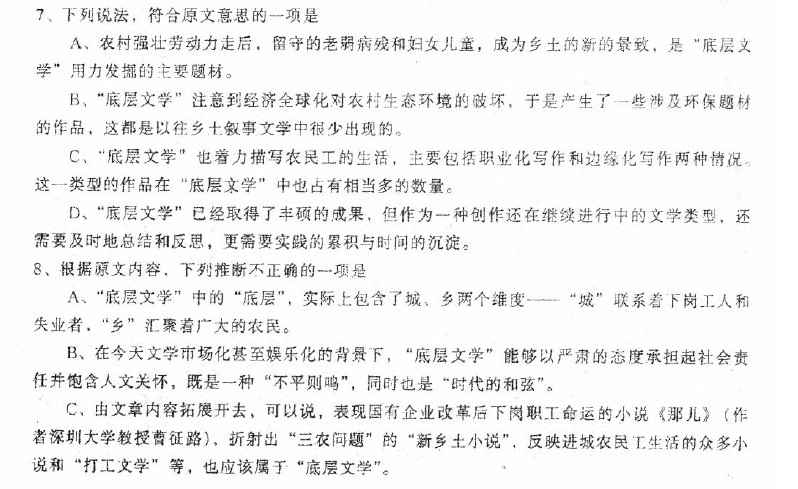 7、下列说法，符合原文意思的一项是
A、农村强壮劳动力走后，留守的老弱病残和妇女儿童，成为乡土的新的景致，是“底层文
学”用力发掘的主要题材。
B、“底层文学”注意到经济全球化对农村生态环境的破坏，于是产生了一些涉及环保题材
的作品，这都是以往乡土叙事文学中很少出现的。
C、“底层文学”也着力描写农民工的生活，主要包括职业化写作和边缘化写作两种情况。
这一类型的作品在“底层文学”中也占有相当多的数量。
D、“底层文学”已经取得了丰硕的成果，但作为一种创作还在继续进行中的文学类型，还
需要及时地总结和反思，更需要实践的累积与时间的沉淀。
8、根据原文内容，下列推断不正确的一项是
A、“底层文学”中的“底层”，实际上包含了城、乡两个维度——“城”联系着下岗工人和
失业者，“乡”汇聚着广大的农民。
B、在今天文学市场化甚至娱乐化的背景下，“底层文学”能够以严肃的态度承担起社会责
任并饱含人文关怀，既是一种“不平则鸣”，同时也是“时代的和弦”。
C、由文章内容拓展开去，可以说，表现国有企业改革后下岗职工命运的小说《那儿》（作
者深圳大学教授曹征路），折射出“三农问题”的“新乡土小说”，反映进城农民工生活的众多小
说和“打工文学”等，也应该属于“底层文学”。